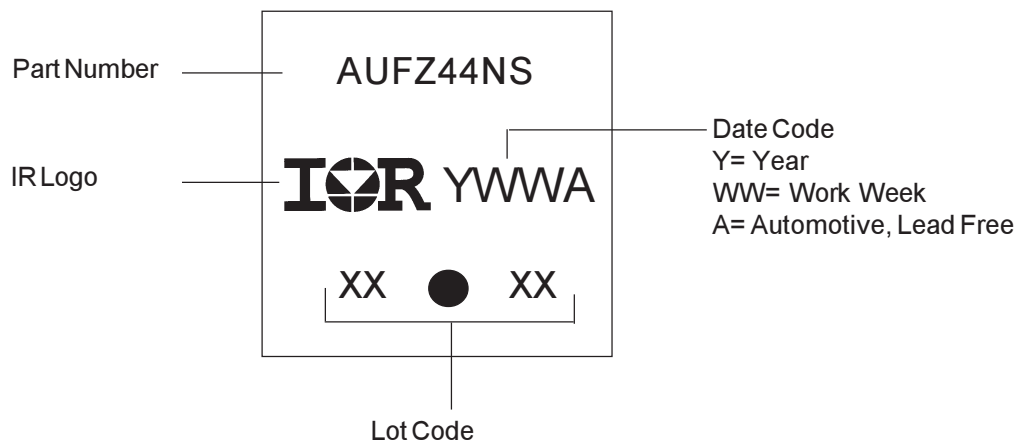 Part Number
AUFZ44NS
IR Logo
IOR YWWA
Date Code
Y= Year
WW= Work Week
A= Automotive, Lead Free
XX XX
Lot Code